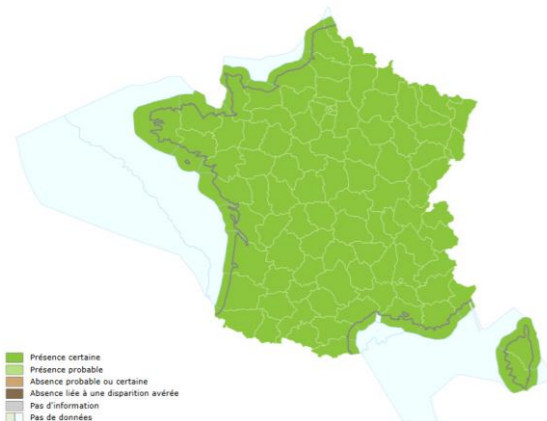 Présence certaine
Présence probable
Absence probable ou certaine
Absence liée à une disparition avérée
Pas d'information
Pas de données